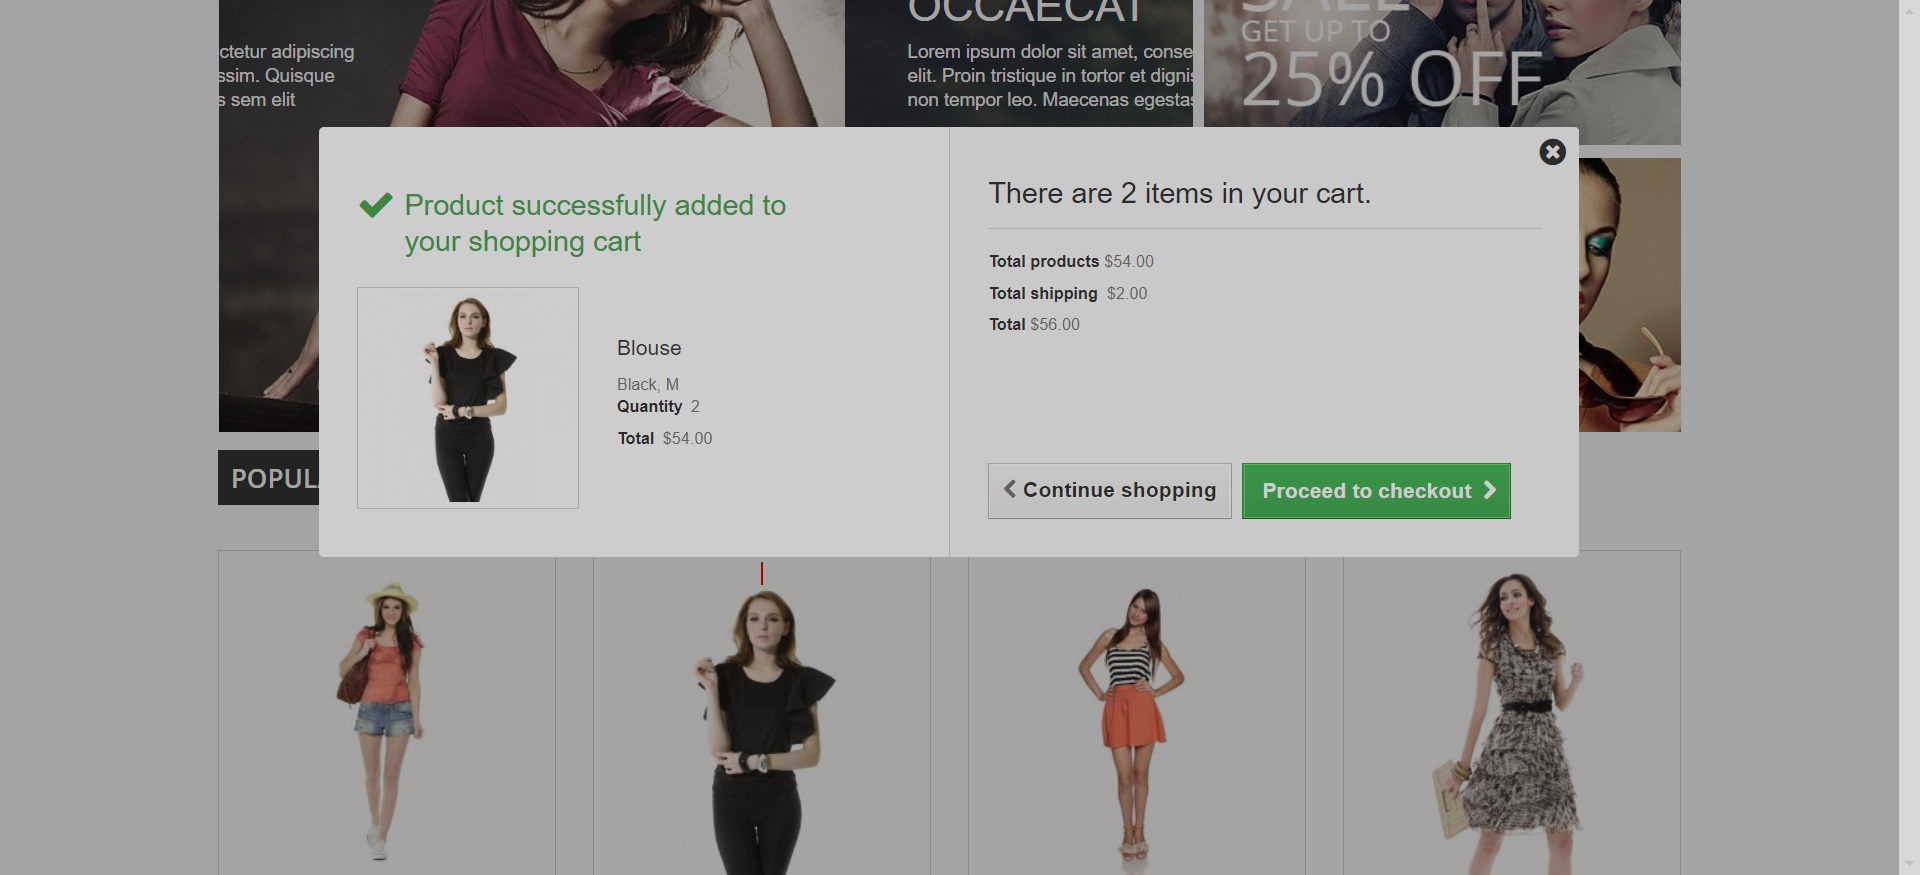 OCCAECAT
ctetur adipiscing
ssim. Quisque
s sem elit
Lorem ipsum dolor sit amet, conse
elit. Proin tristique in tortor et dignis
non tempor leo. Maecenas egestas
SALE
GET UP TO
25% OFF
Product successfully added to
your shopping cart
Blouse
Black, M
Quantity 2
Total $54.00
There are 2 items in your cart.
Total products $54.00
Total shipping $2.00
Total $56.00
Continue shopping
Proceed to checkout
POPULA